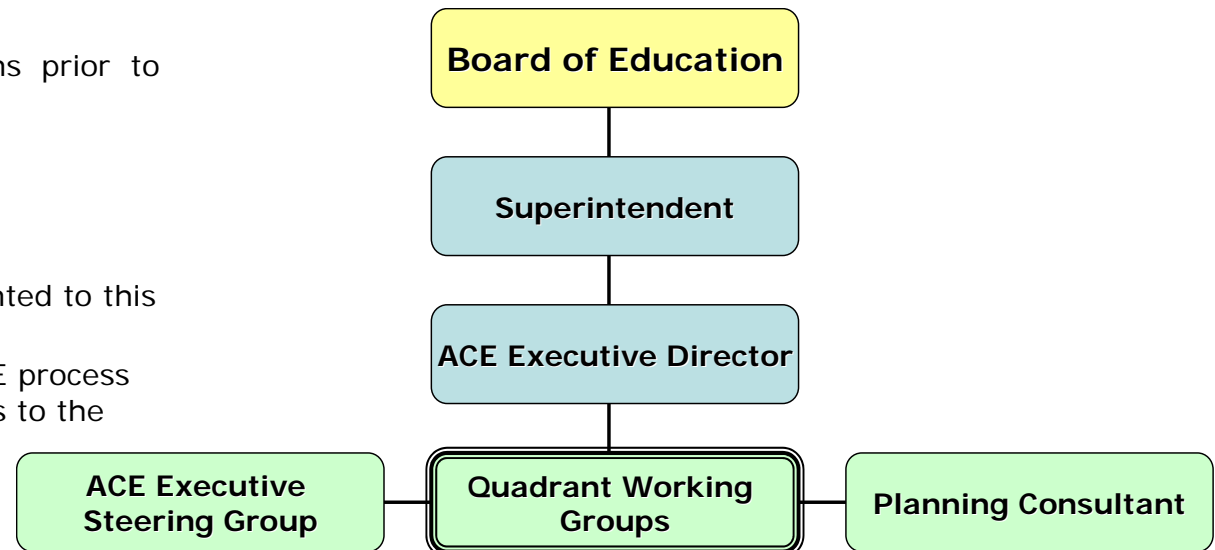 ns prior to
nted to this
E process
s to the
Board of Education
Superintendent
ACE Executive Director
ACE Executive
Steering Group
Quadrant Working
Groups
Planning Consultant